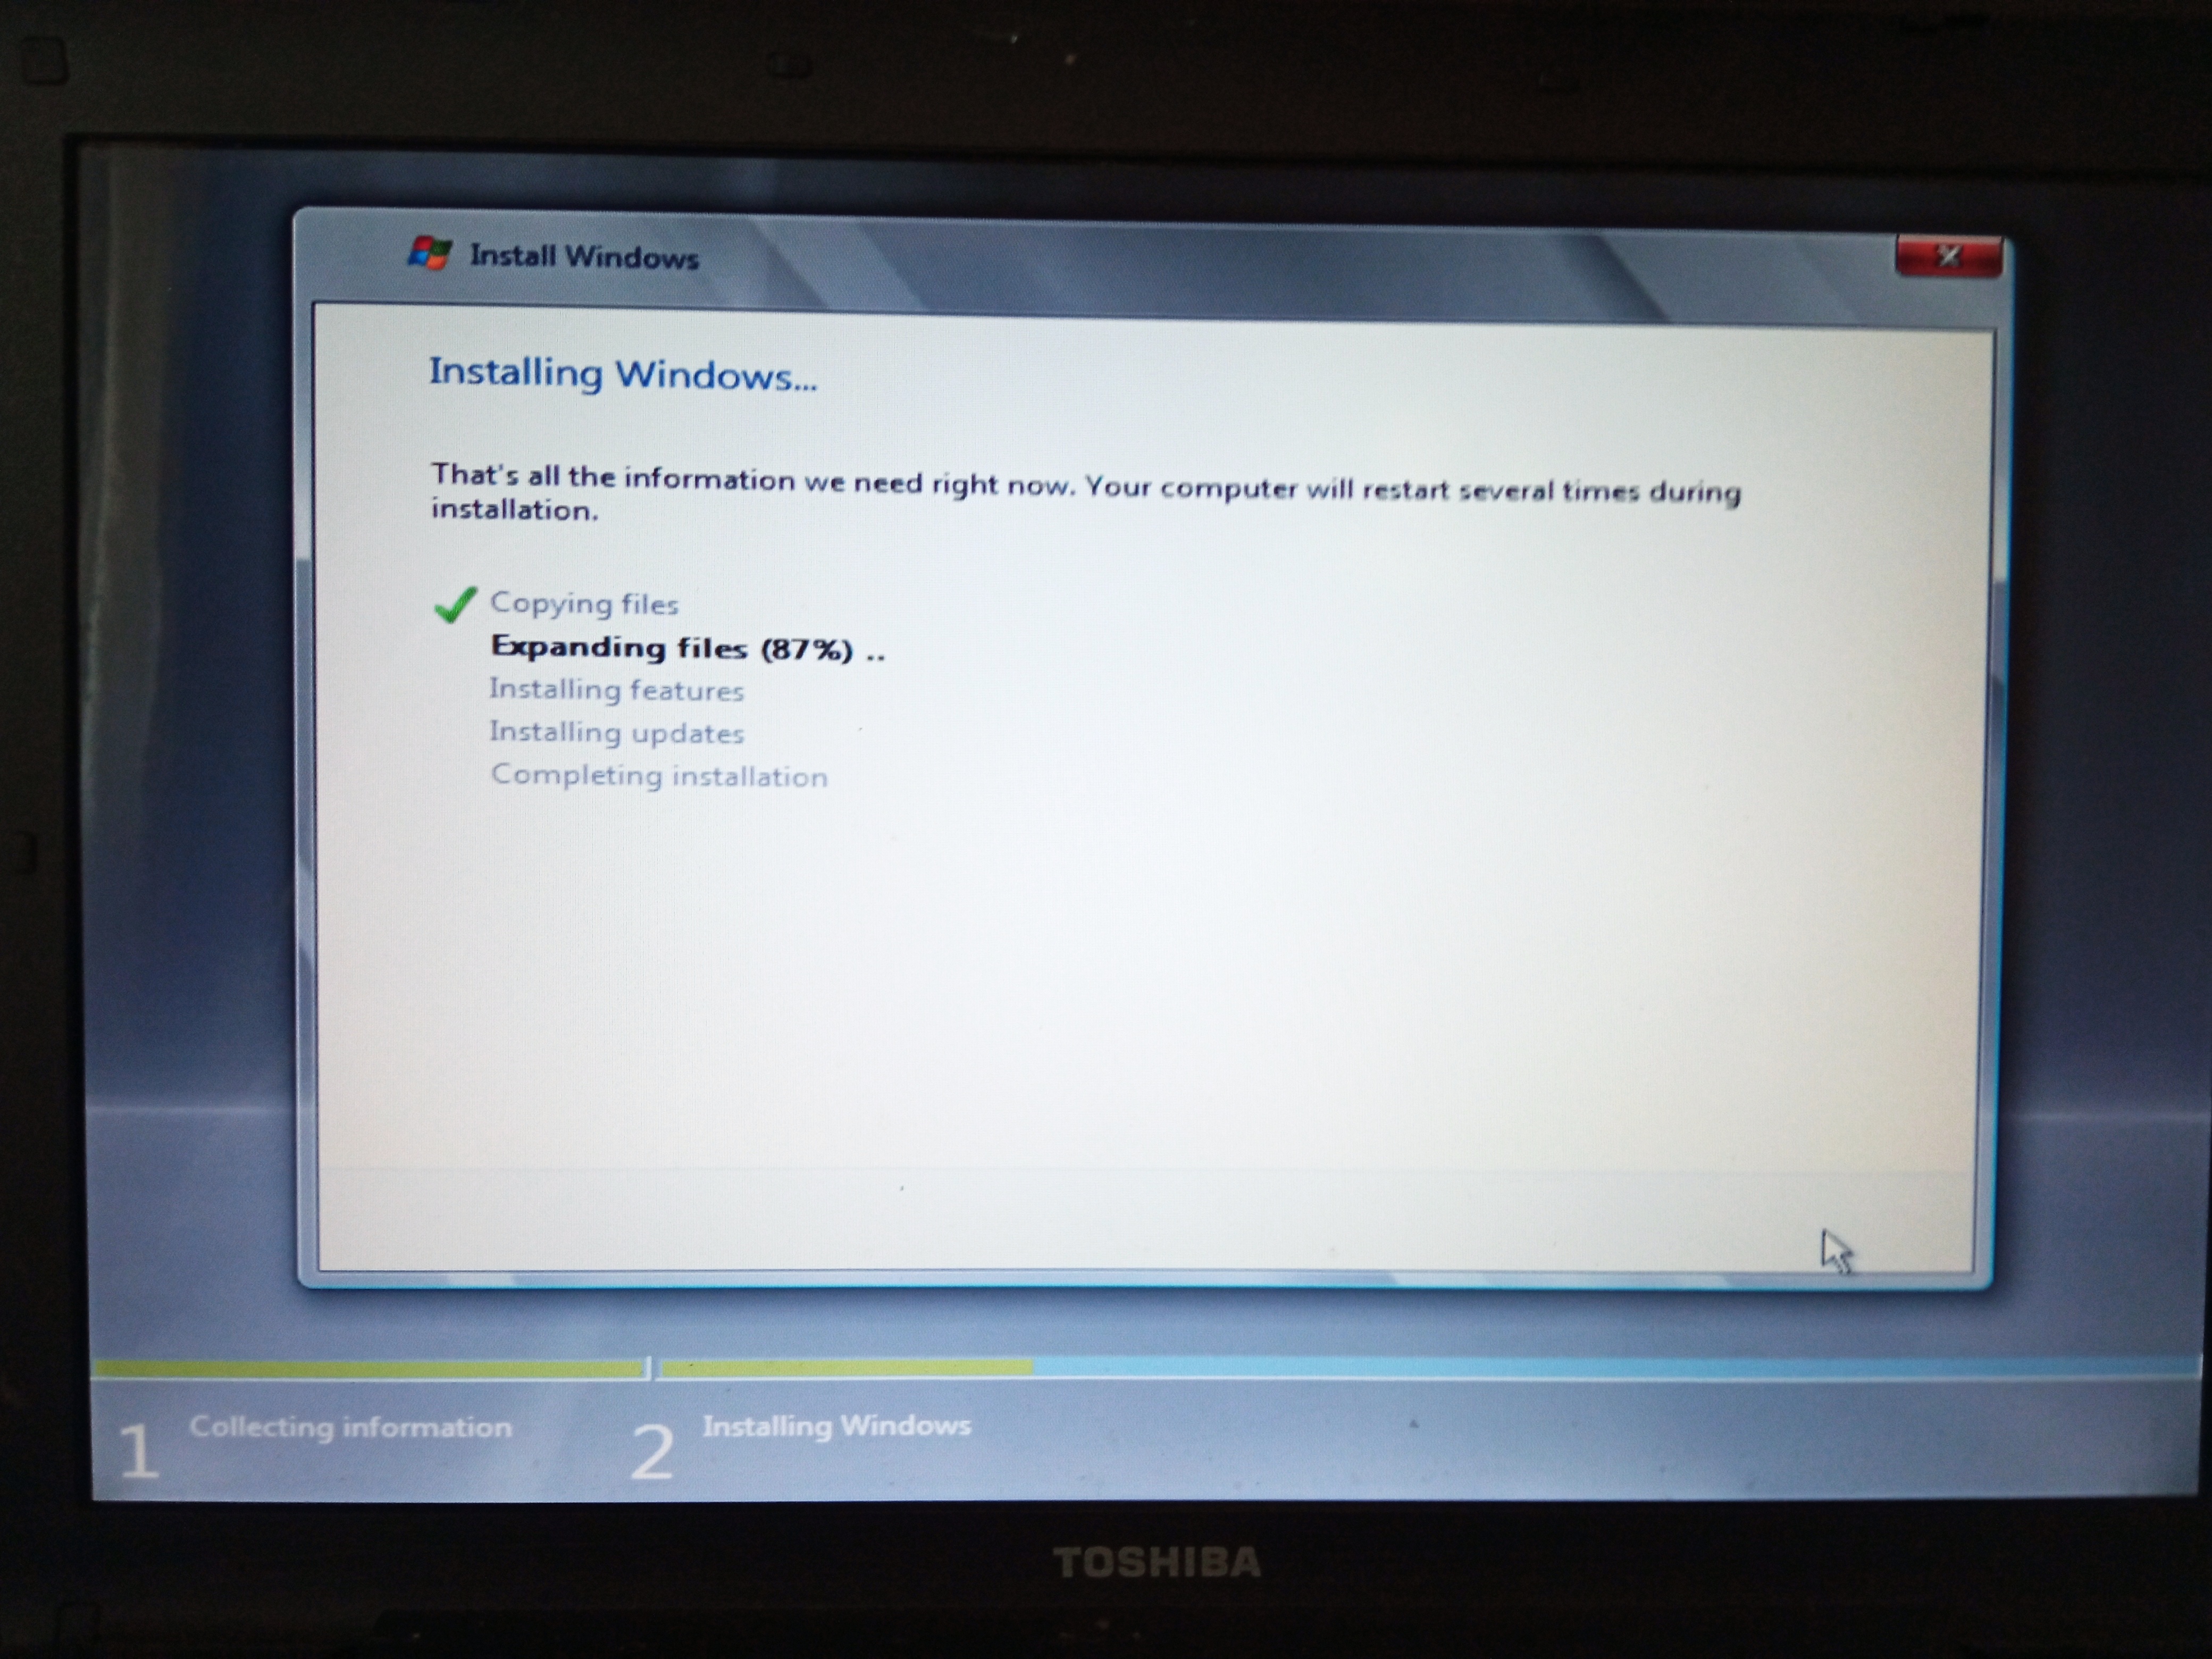 Install Windows
Installing Windows...
That's all the information we need right now. Your computer will restart several times during
installation.
Copying files
Expanding files (87%) ..
Installing features
Installing updates
Completing installation
1 Collecting information
2 Installing Windows
TOSHIBA